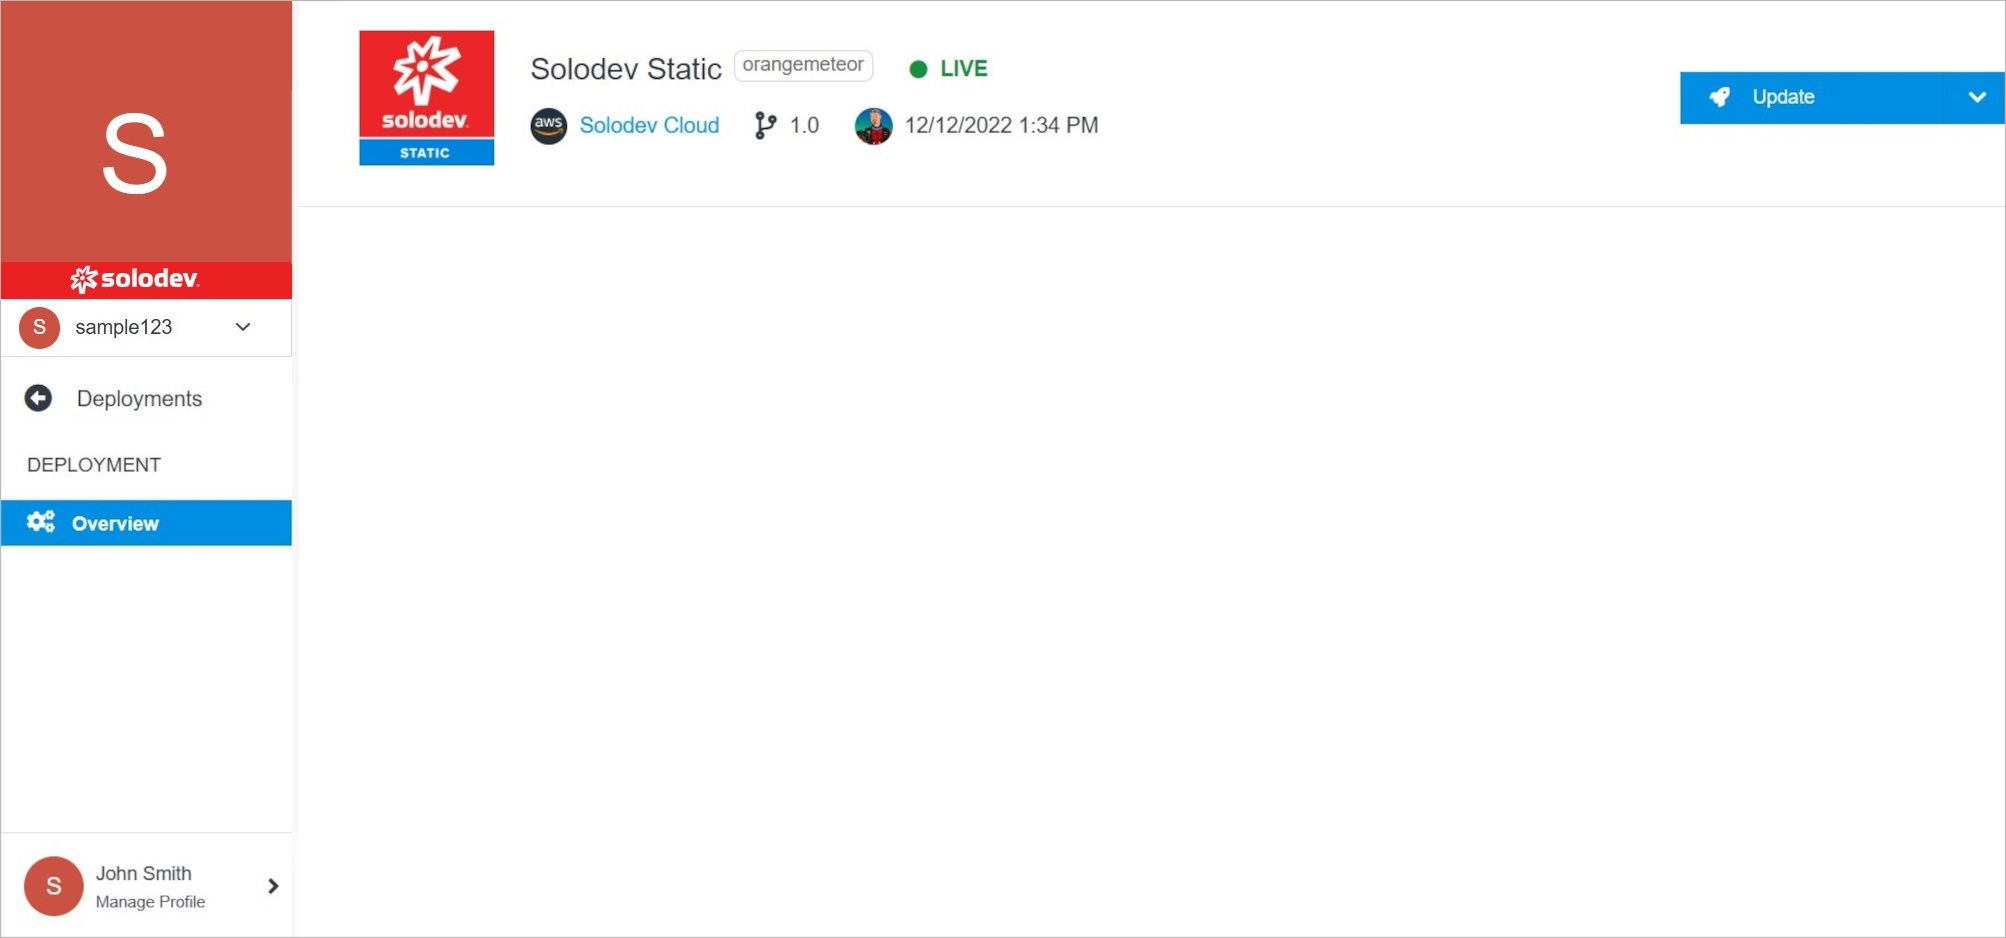 S
solodev
S sample123
Deployments
DEPLOYMENT
Overview
S John Smith
Manage Profile
solodev
STATIC
Solodev Static orangemeteor LIVE
aws Solodev Cloud 1.0 12/12/2022 1:34 PM
Update